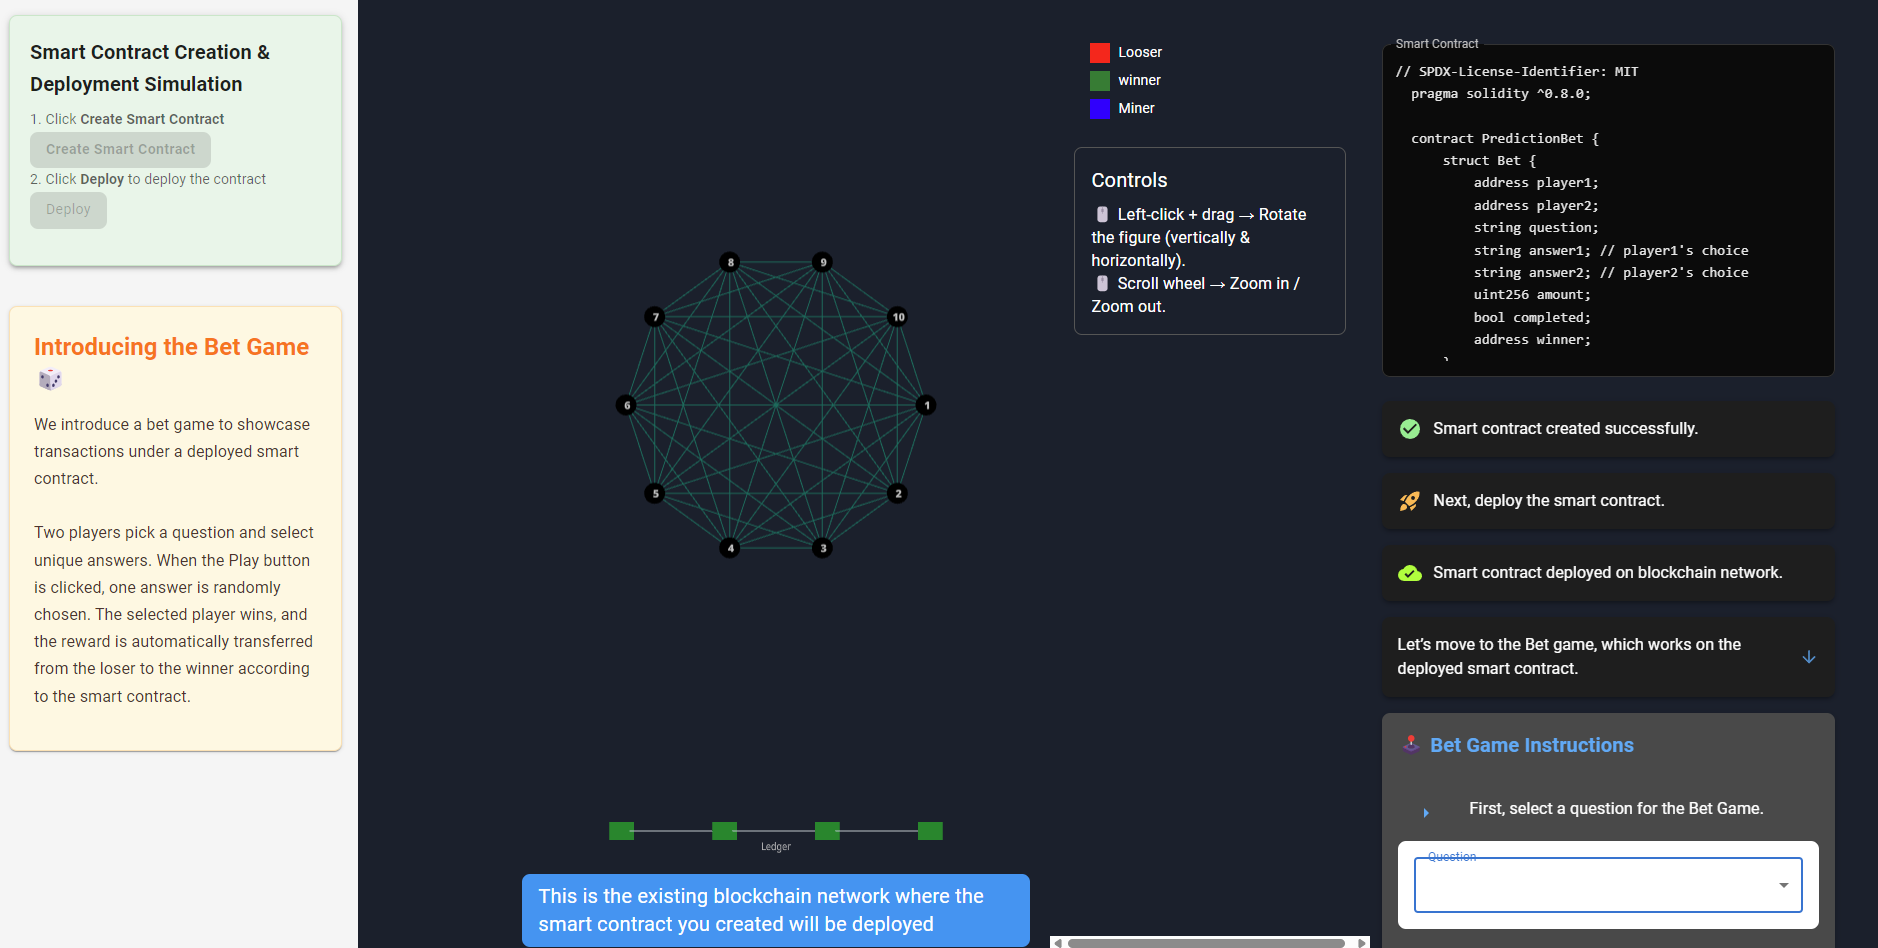 Smart Contract Creation &
Deployment Simulation
1. Click Create Smart Contract
Create Smart Contract
2. Click Deploy to deploy the contract
Deploy
Introducing the Bet Game
We introduce a bet game to showcase
transactions under a deployed smart
contract.
Two players pick a question and select
unique answers. When the Play button
is clicked, one answer is randomly
chosen. The selected player wins, and
the reward is automatically transferred
from the loser to the winner according
to the smart contract.
8
9
7
10
6
1
5
2
4
3
Ledger
This is the existing blockchain network where the
smart contract you created will be deployed
Looser
winner
Miner
Controls
Left-click + drag → Rotate
the figure (vertically &
horizontally).
Scroll wheel → Zoom in /
Zoom out.
Smart Contract
// SPDX-License-Identifier: MIT
pragma solidity ^0.8.0;
contract PredictionBet {
struct Bet {
address player1;
address player2;
string question;
string answer1; // player1's choice
string answer2; // player2's choice
uint256 amount;
bool completed;
address winner;
}
Smart contract created successfully.
Next, deploy the smart contract.
Smart contract deployed on blockchain network.
Let's move to the Bet game, which works on the
deployed smart contract.
Bet Game Instructions
First, select a question for the Bet Game.
Question